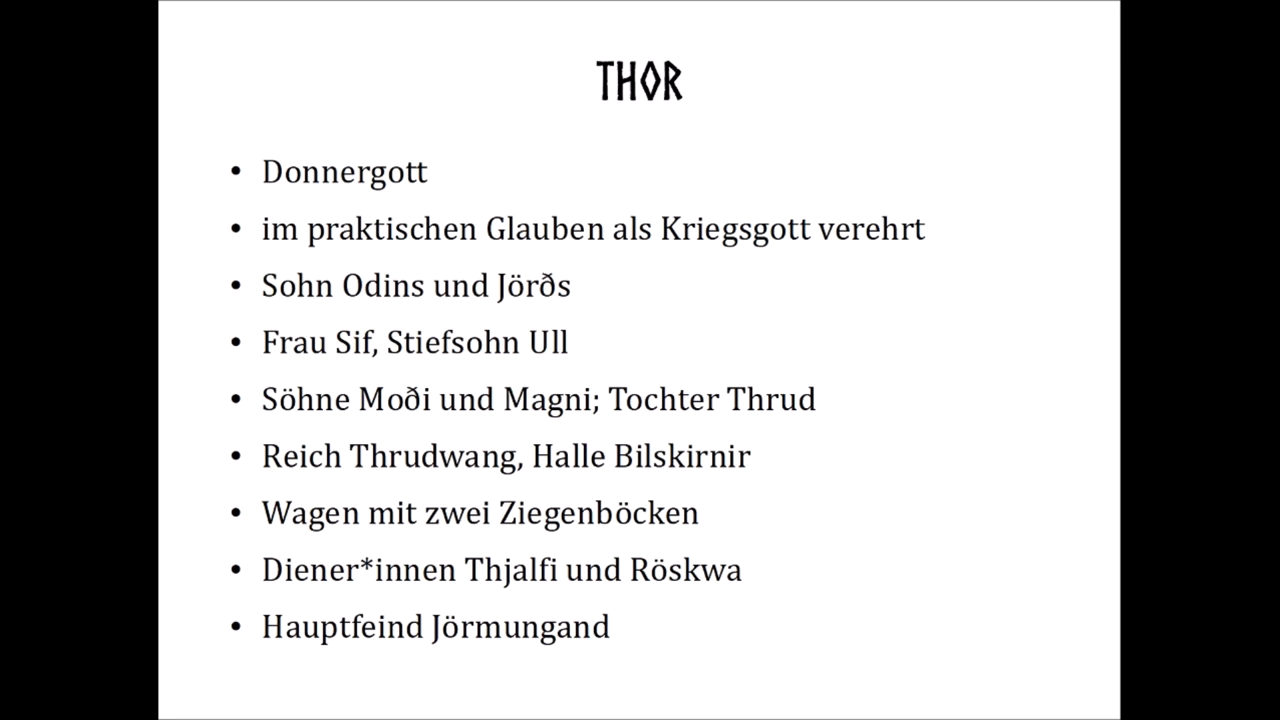 THOR
• Donnergott
• im praktischen Glauben als Kriegsgott verehrt
• Sohn Odins und Jörðs
• Frau Sif, Stiefsohn Ull
• Söhne Moði und Magni; Tochter Thrud
• Reich Thrudwang, Halle Bilskirnir
• Wagen mit zwei Ziegenböcken
• Diener*innen Thjalfi und Röskwa
• Hauptfeind Jörmungand